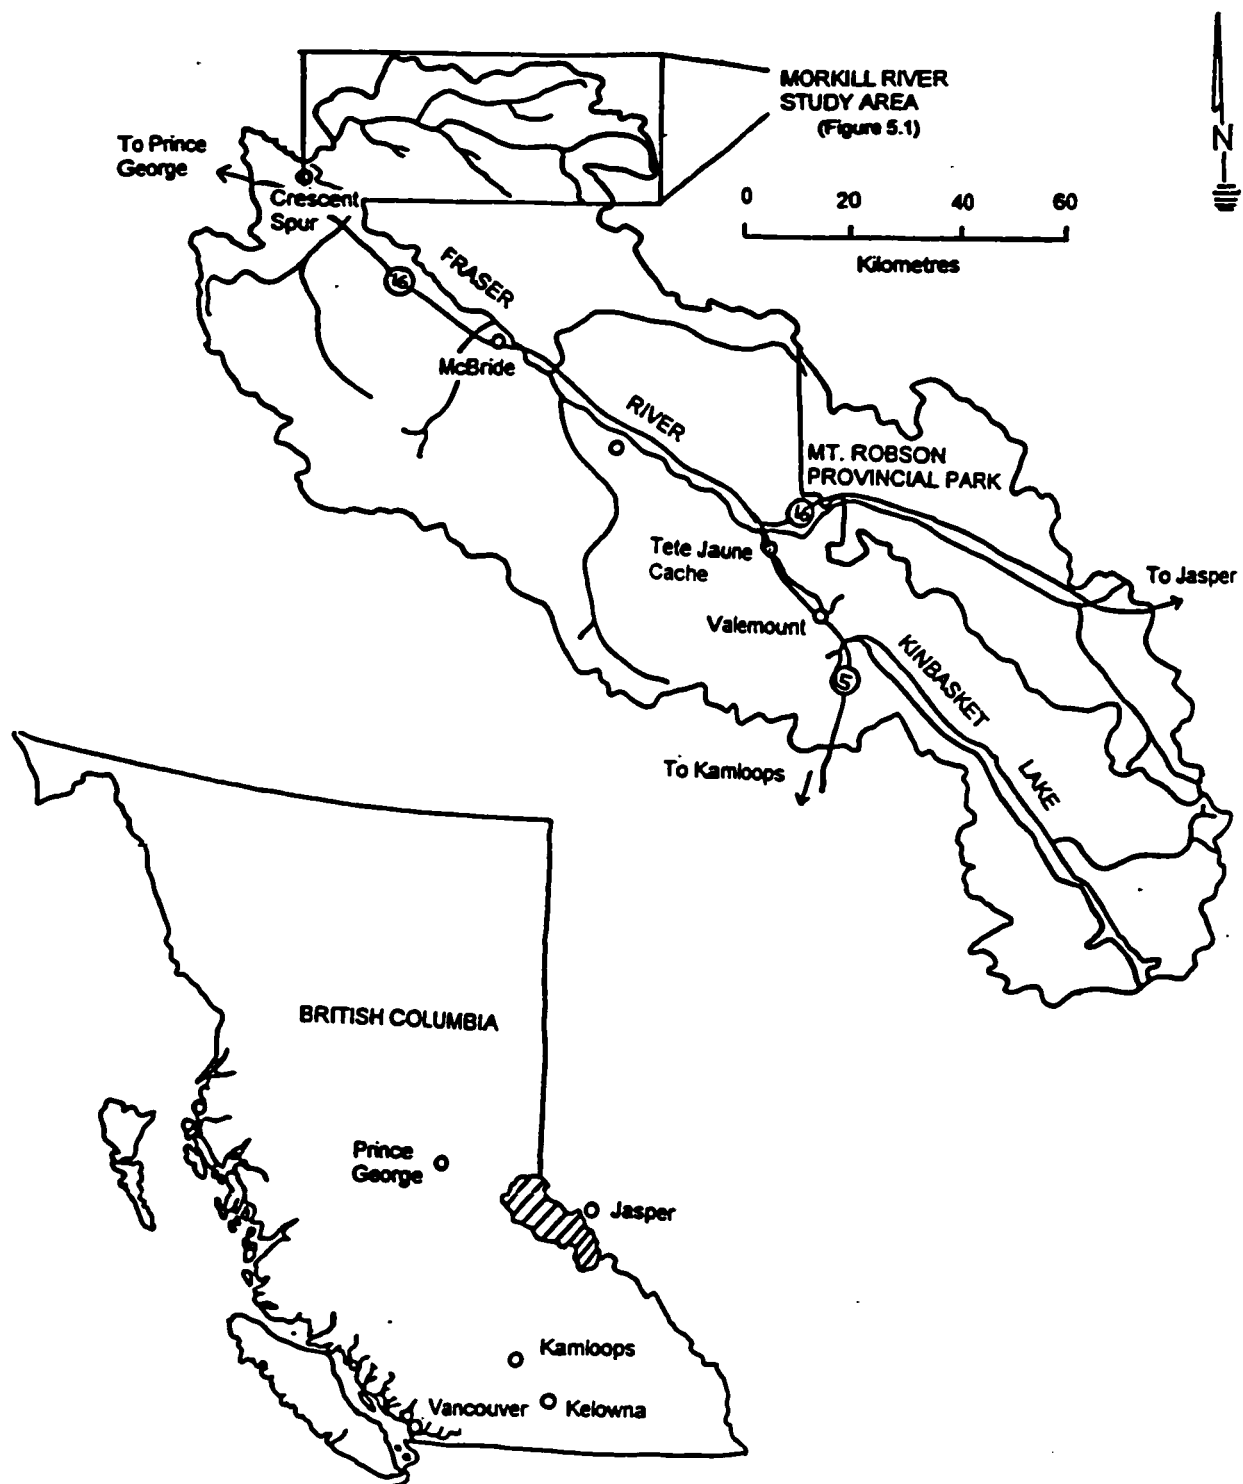 MORKILL RIVER
STUDY AREA
(Figure 5.1)
To Prince
George
N
Crescent
Spur
0 20 40 60
Kilometres
FRASER
16
McBride
RIVER
MT. ROBSON
PROVINCIAL PARK
16
Tete Jaune
Cache
To Jasper
Valemount
KINBASKET
5
LAKE
To Kamloops
BRITISH COLUMBIA
Prince
George
Jasper
Kamloops
Vancouver
Kelowna